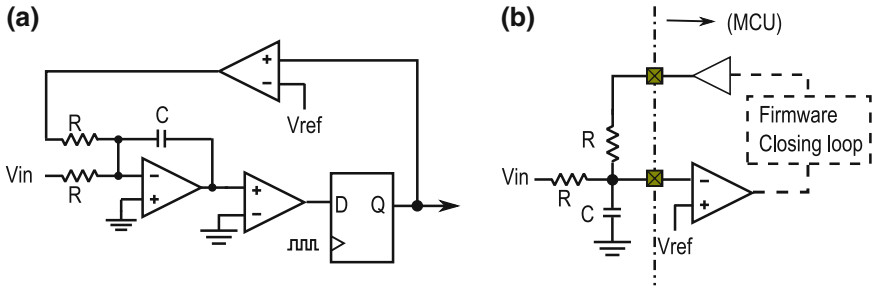 (a)
(b)
(MCU)
Vref
R
C
Vin
R
D Q
R
Firmware
Closing loop
Vin
R
C
Vref